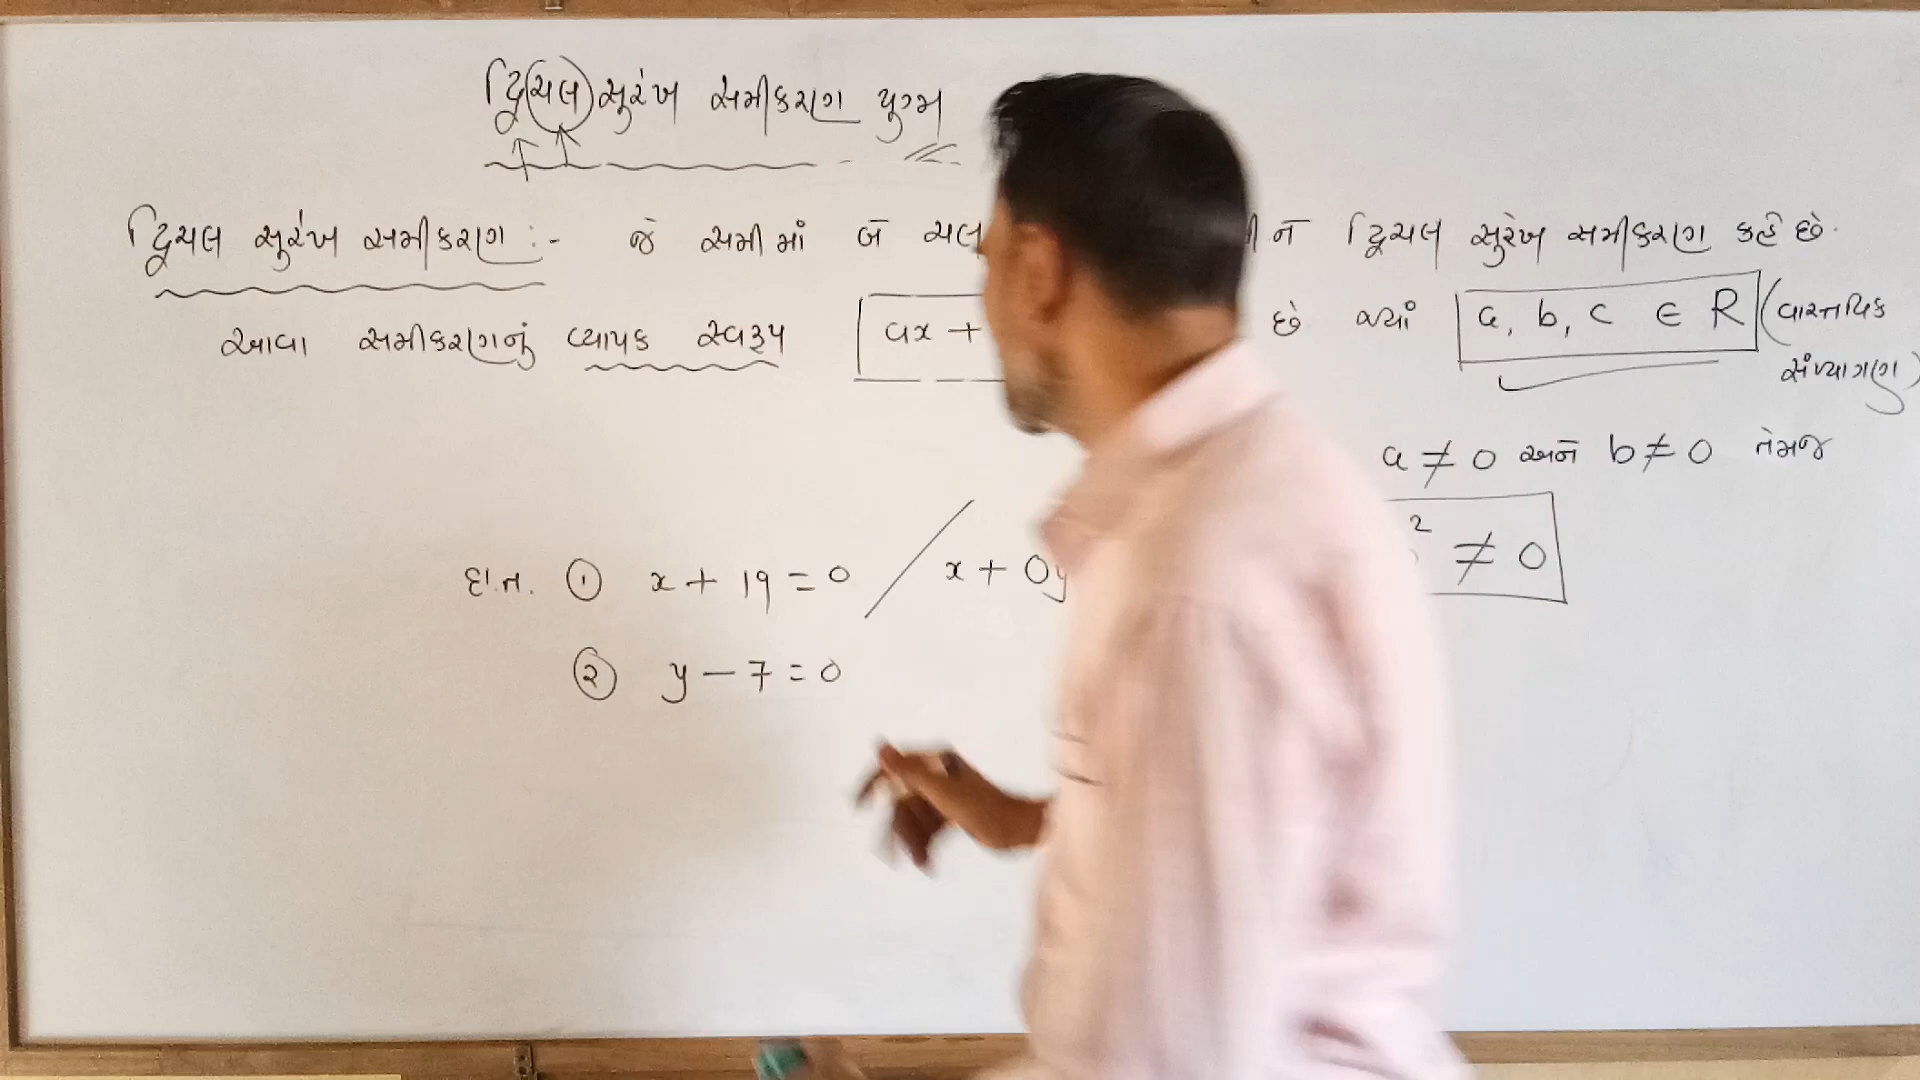 દ્વિચલ સુરેખ સમીકરણ યુગ્મ
દ્વિચલ સુરેખ સમીકરણ :- જે સમી માં બે ચલ ને દ્વિચલ સુરેખ સમીકરણ કહે છે.
આવા સમીકરણનું વ્યાપક સ્વરૂપ ax + છે જ્યાં a, b, c ∈ R (વાસ્તવિક
સંખ્યાગણ)
a ≠ 0 અને b ≠ 0 તેમજ
² ≠ 0
દા.ત. ① x + 19 = 0 / x + 0y
② y - 7 = 0